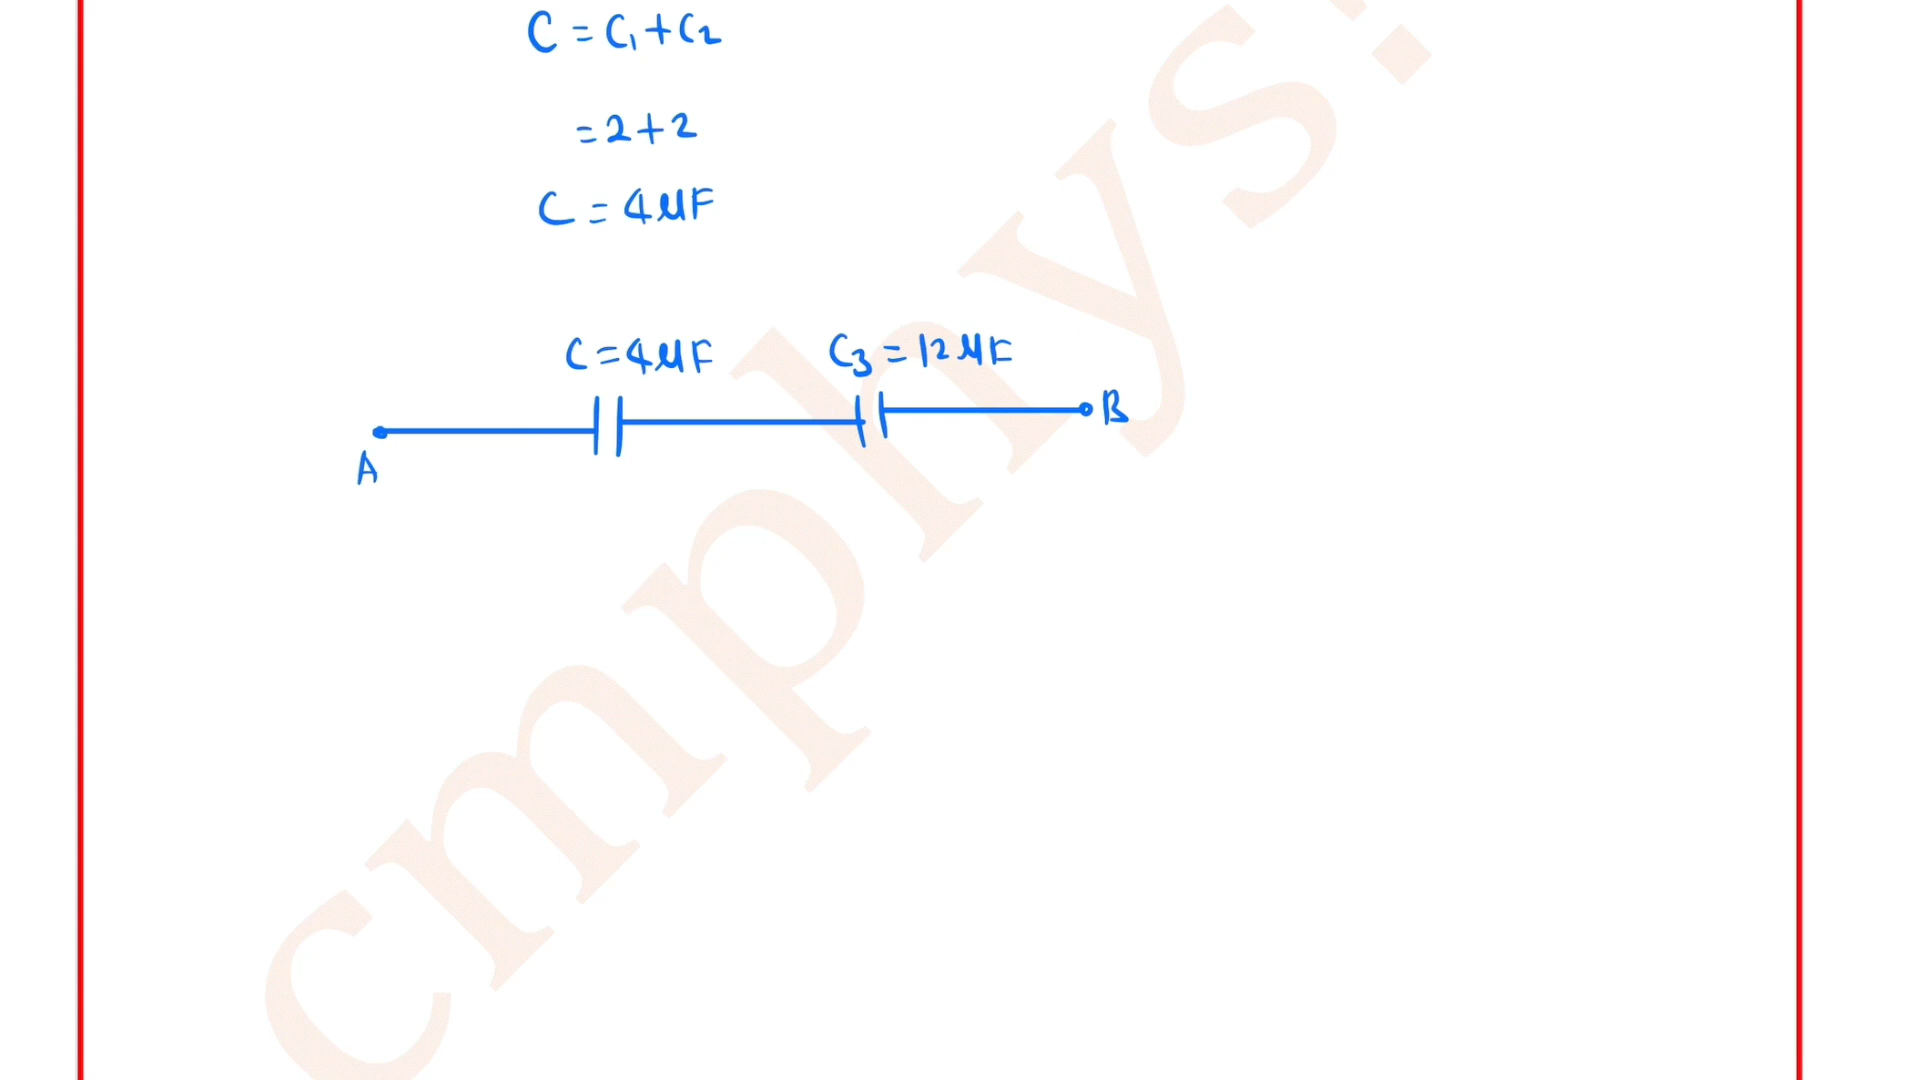 C = C₁ + C₂
= 2 + 2
C = 4 μF
C = 4 μF C₃ = 12 μF
A B
cmphys.